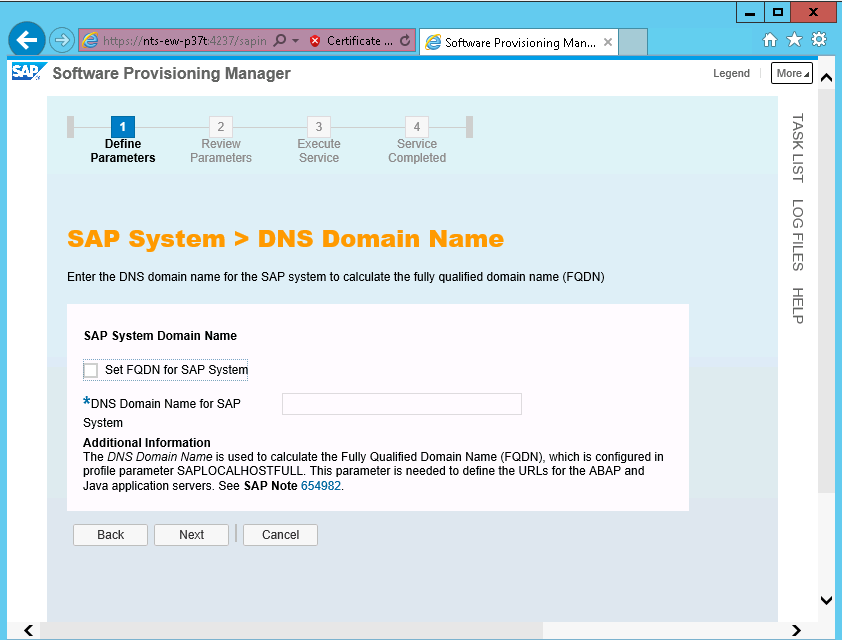 https://nts-ew-p37t:4237/sapin
Certificate ...
Software Provisioning Man...
SAP
Software Provisioning Manager
Legend
More
1
2
3
4
Define
Parameters
Review
Parameters
Execute
Service
Service
Completed
TASK LIST
LOG FILES
HELP
SAP System > DNS Domain Name
Enter the DNS domain name for the SAP system to calculate the fully qualified domain name (FQDN)
SAP System Domain Name
Set FQDN for SAP System
*DNS Domain Name for SAP
System
Additional Information
The DNS Domain Name is used to calculate the Fully Qualified Domain Name (FQDN), which is configured in
profile parameter SAPLOCALHOSTFULL. This parameter is needed to define the URLs for the ABAP and
Java application servers. See SAP Note 654982.
Back
Next
Cancel